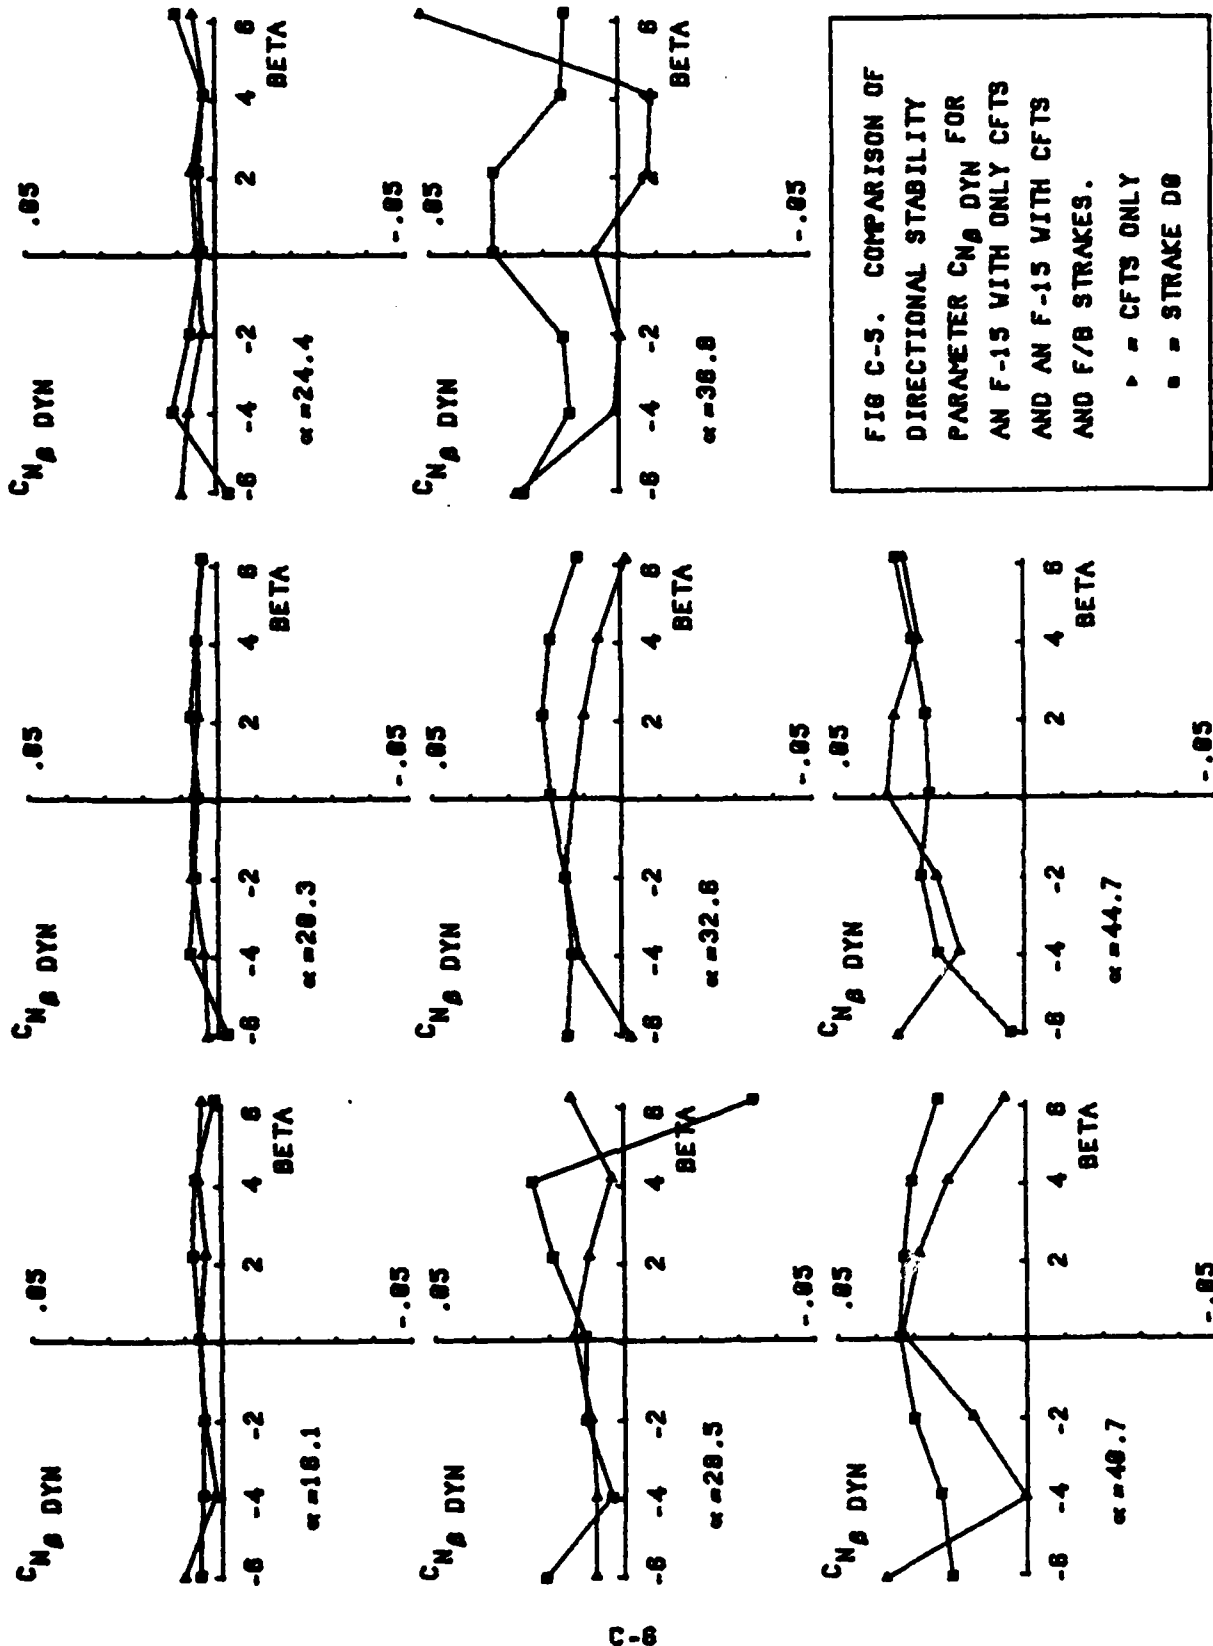 C_Nβ DYN
.05
-6 -4 -2 2 4 6
BETA
α=16.1
-.05
C_Nβ DYN
.05
-6 -4 -2 2 4 6
BETA
α=20.3
-.05
C_Nβ DYN
.05
-6 -4 -2 2 4 6
BETA
α=24.4
-.05
C_Nβ DYN
.05
-6 -4 -2 2 4 6
BETA
α=28.5
-.05
C_Nβ DYN
.05
-6 -4 -2 2 4 6
BETA
α=32.6
-.05
C_Nβ DYN
.05
-6 -4 -2 2 4 6
BETA
α=36.8
-.05
C_Nβ DYN
.05
-6 -4 -2 2 4 6
BETA
α=40.7
-.05
C_Nβ DYN
.05
-6 -4 -2 2 4 6
BETA
α=44.7
-.05
FIG C-5. COMPARISON OF
DIRECTIONAL STABILITY
PARAMETER C_Nβ DYN FOR
AN F-15 WITH ONLY CFTS
AND AN F-15 WITH CFTS
AND F/B STRAKES.
= CFTS ONLY
= STRAKE
C-6